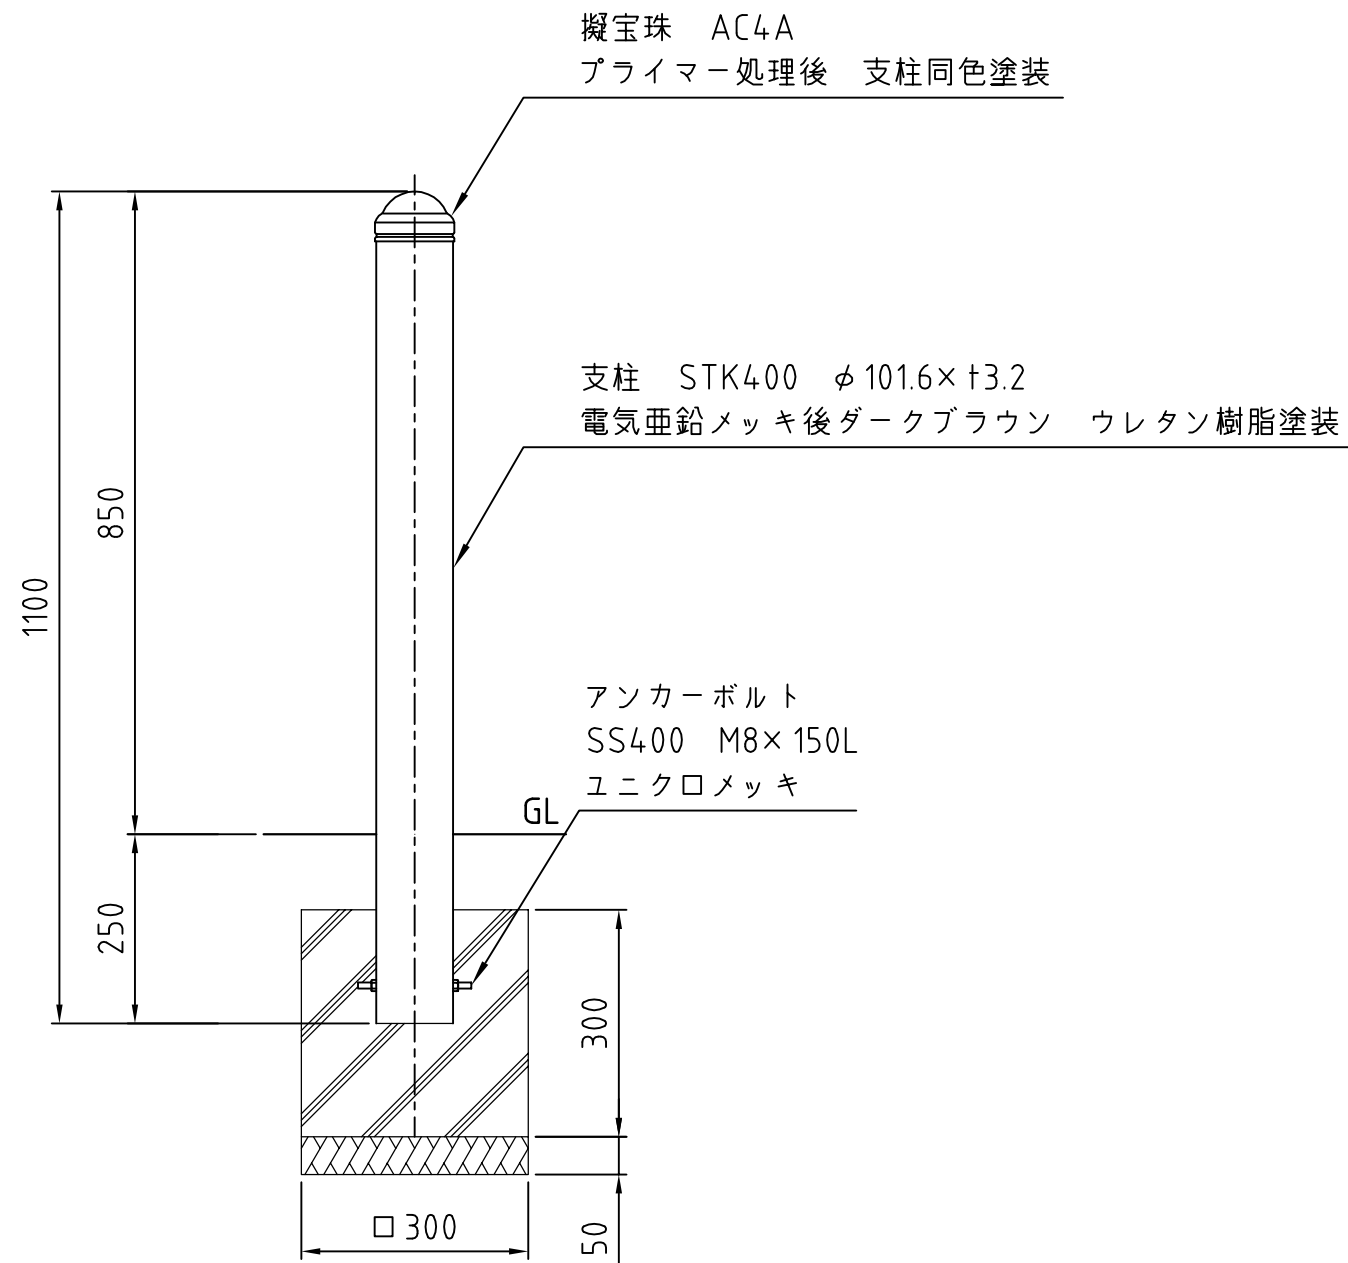 擬宝珠　AC4A
プライマー処理後　支柱同色塗装
支柱　STK400　φ101.6×t3.2
電気亜鉛メッキ後ダークブラウン　ウレタン樹脂塗装
850
1100
アンカーボルト
SS400　M8×150L
ユニクロメッキ
GL
250
300
□300
50